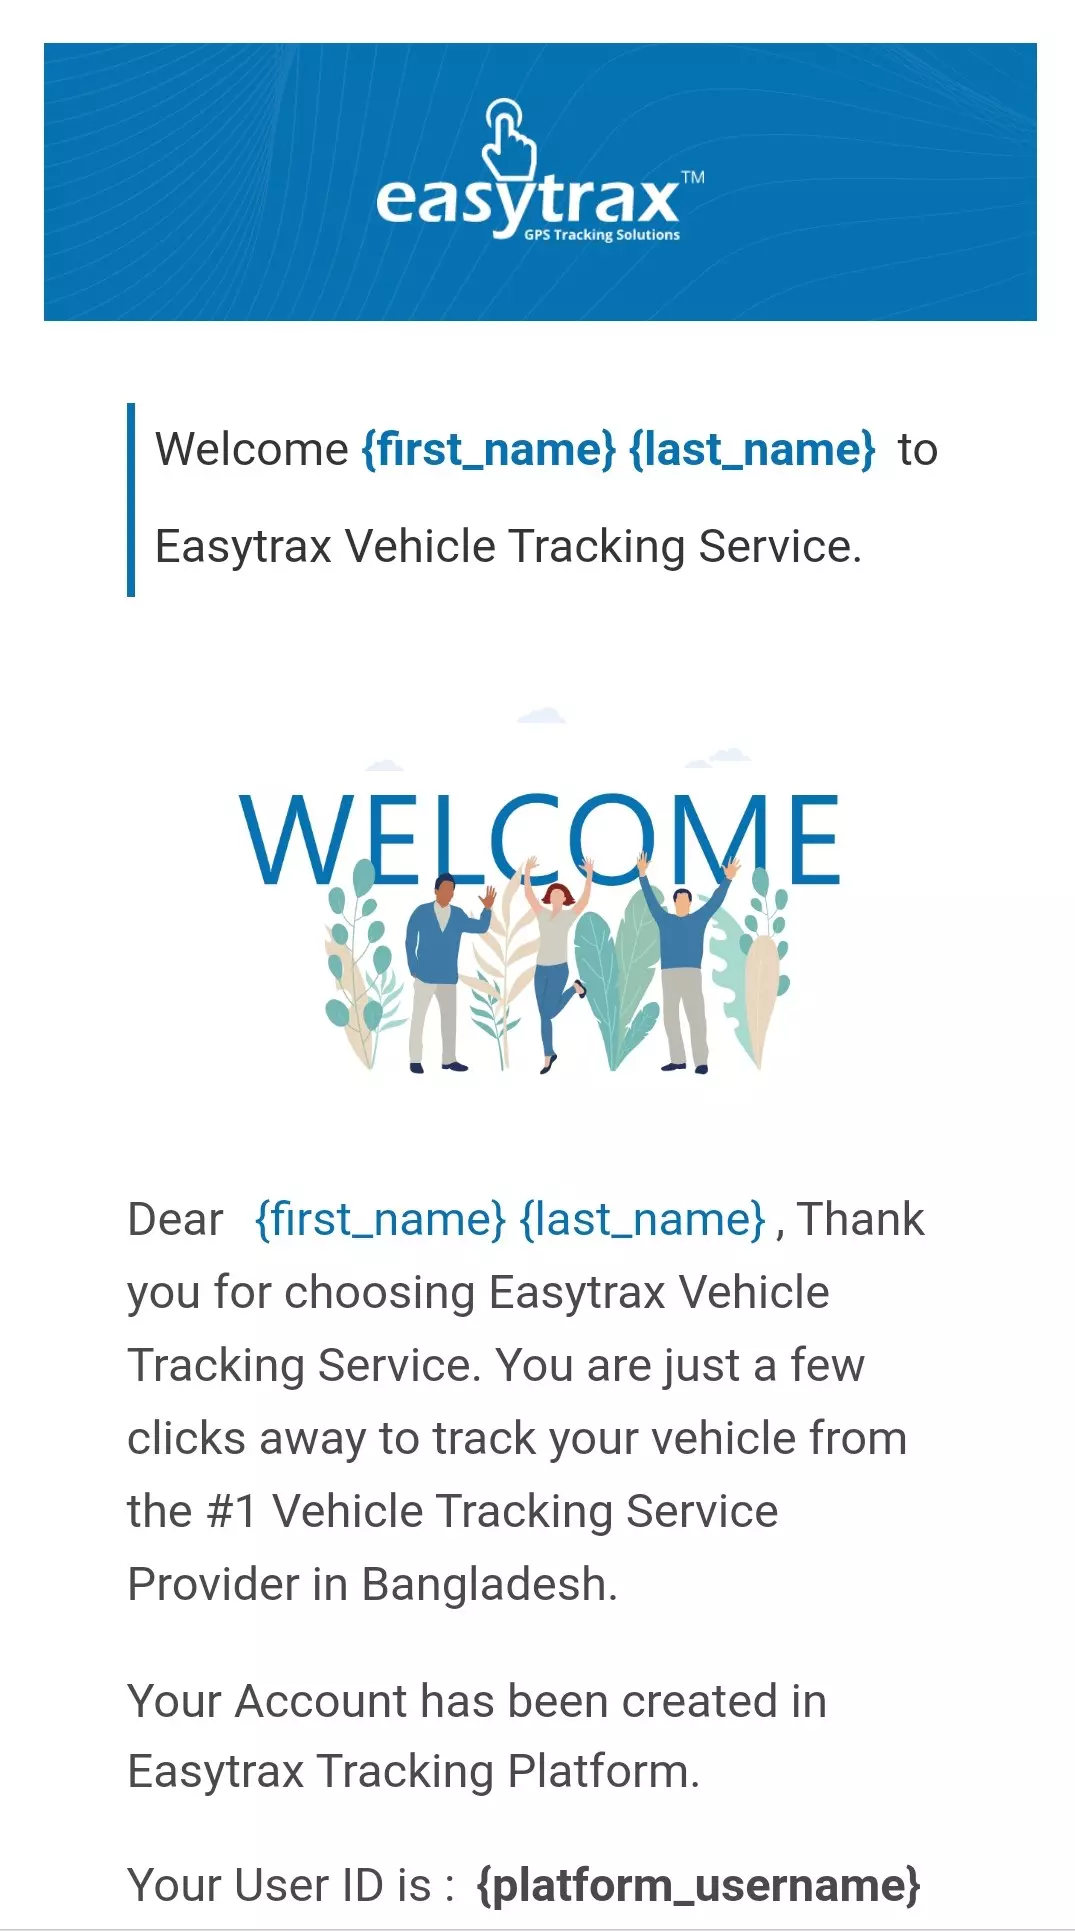 easytrax™
GPS Tracking Solutions
Welcome {first_name} {last_name} to
Easytrax Vehicle Tracking Service.
WELCOME
Dear {first_name} {last_name} , Thank
you for choosing Easytrax Vehicle
Tracking Service. You are just a few
clicks away to track your vehicle from
the #1 Vehicle Tracking Service
Provider in Bangladesh.
Your Account has been created in
Easytrax Tracking Platform.
Your User ID is : {platform_username}